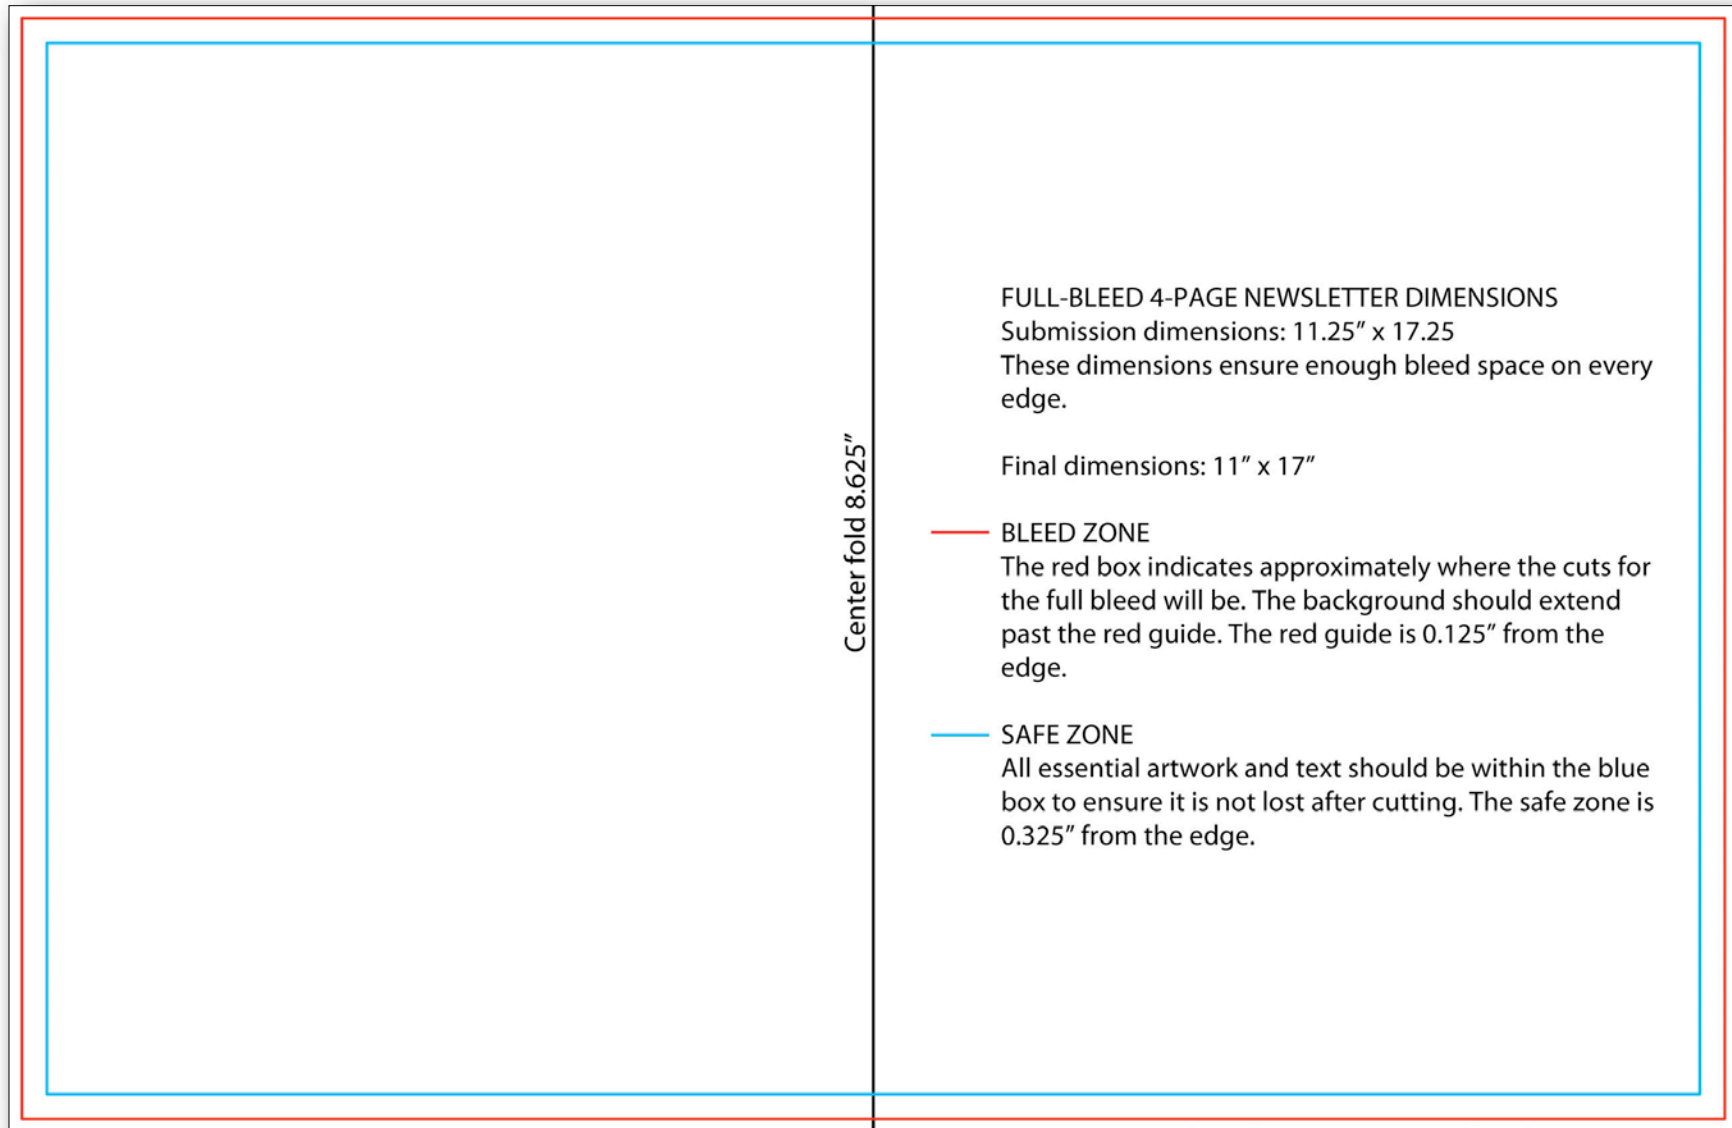 Center fold 8.625”
FULL-BLEED 4-PAGE NEWSLETTER DIMENSIONS
Submission dimensions: 11.25” x 17.25
These dimensions ensure enough bleed space on every
edge.
Final dimensions: 11” x 17”
BLEED ZONE
The red box indicates approximately where the cuts for
the full bleed will be. The background should extend
past the red guide. The red guide is 0.125” from the
edge.
SAFE ZONE
All essential artwork and text should be within the blue
box to ensure it is not lost after cutting. The safe zone is
0.325” from the edge.